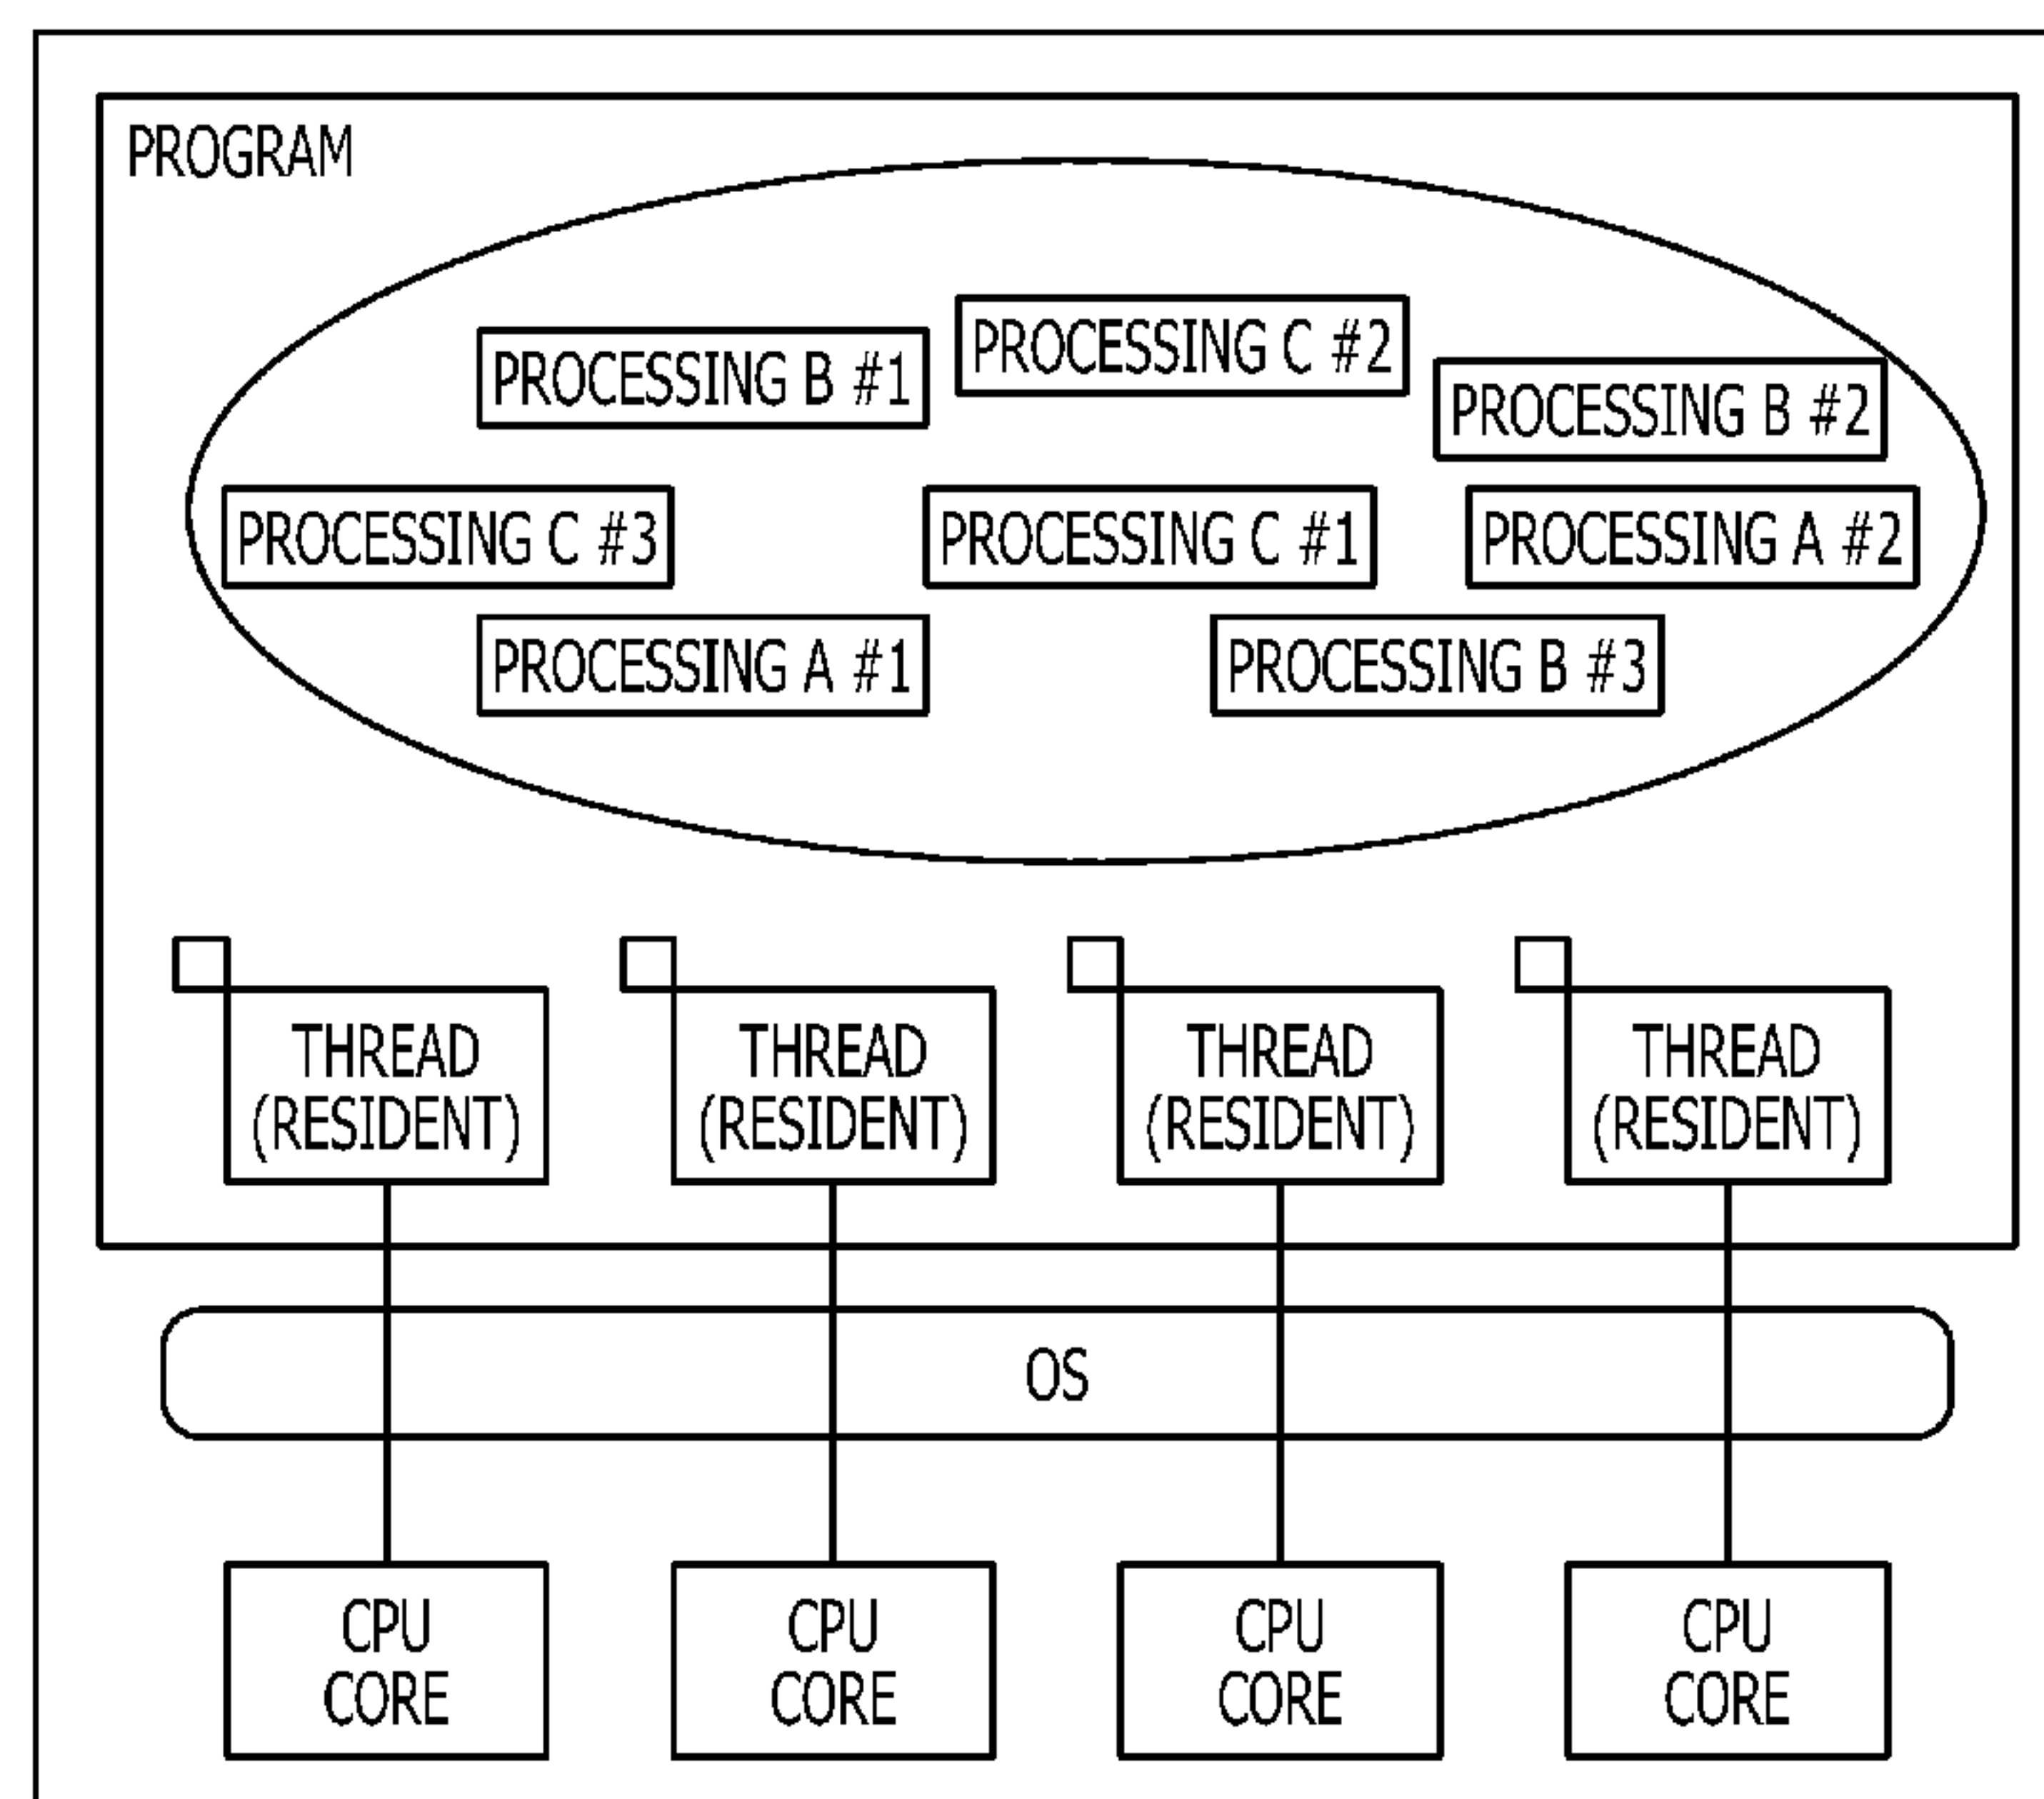 PROGRAM
PROCESSING B #1
PROCESSING C #2
PROCESSING B #2
PROCESSING C #3
PROCESSING C #1
PROCESSING A #2
PROCESSING A #1
PROCESSING B #3
THREAD
(RESIDENT)
THREAD
(RESIDENT)
THREAD
(RESIDENT)
THREAD
(RESIDENT)
OS
CPU
CORE
CPU
CORE
CPU
CORE
CPU
CORE